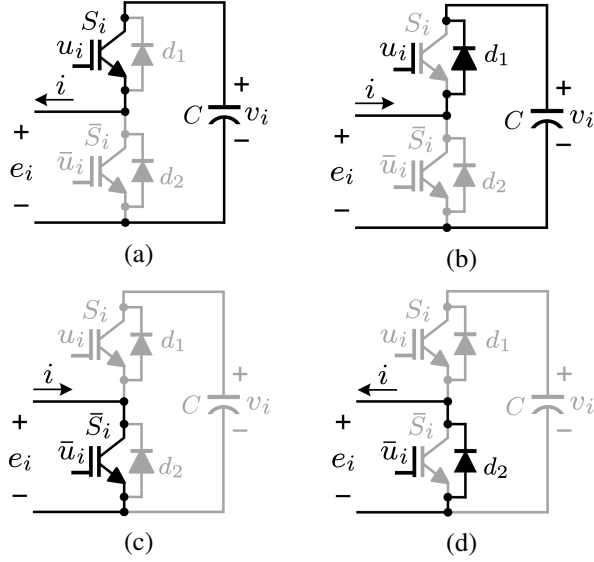 S_i
u_i
d_1
i
+
C
v_i
−
+
e_i
−
S̄_i
ū_i
d_2
(a)
S_i
u_i
d_1
i
+
C
v_i
−
+
e_i
−
S̄_i
ū_i
d_2
(b)
S_i
u_i
d_1
i
+
C
v_i
−
+
e_i
−
S̄_i
ū_i
d_2
(c)
S_i
u_i
d_1
i
+
C
v_i
−
+
e_i
−
S̄_i
ū_i
d_2
(d)